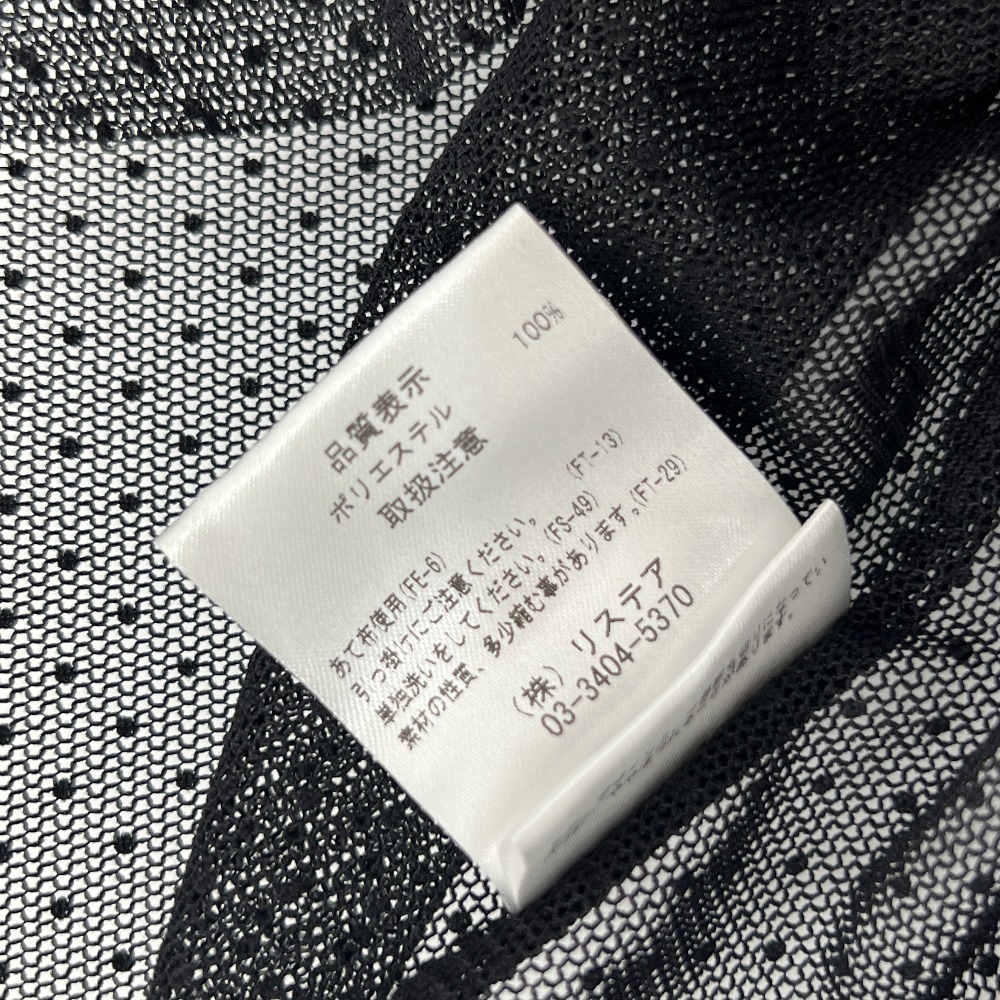 品質表示
ポリエステル 100%
取扱注意
あて布使用(FE-6)
引っ掛けにご注意ください。 (FT-13)
単独洗いをしてください。(FS-49)
素材の性質、多少縮む事があります。(FT-29)
(株) リステア
03-3404-5370